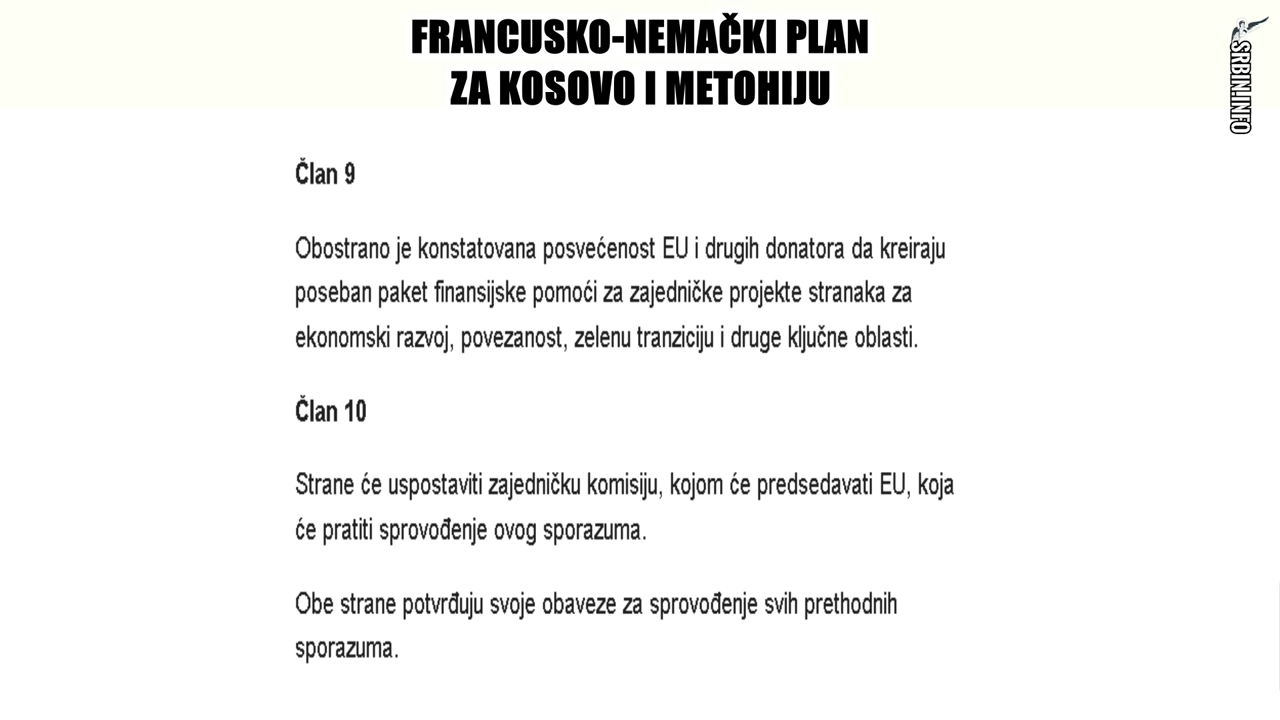 FRANCUSKO-NEMAČKI PLAN
ZA KOSOVO I METOHIJU
SRBIN.INFO
Član 9
Obostrano je konstatovana posvećenost EU i drugih donatora da kreiraju
poseban paket finansijske pomoći za zajedničke projekte stranaka za
ekonomski razvoj, povezanost, zelenu tranziciju i druge ključne oblasti.
Član 10
Strane će uspostaviti zajedničku komisiju, kojom će predsedavati EU, koja
će pratiti sprovođenje ovog sporazuma.
Obe strane potvrđuju svoje obaveze za sprovođenje svih prethodnih
sporazuma.